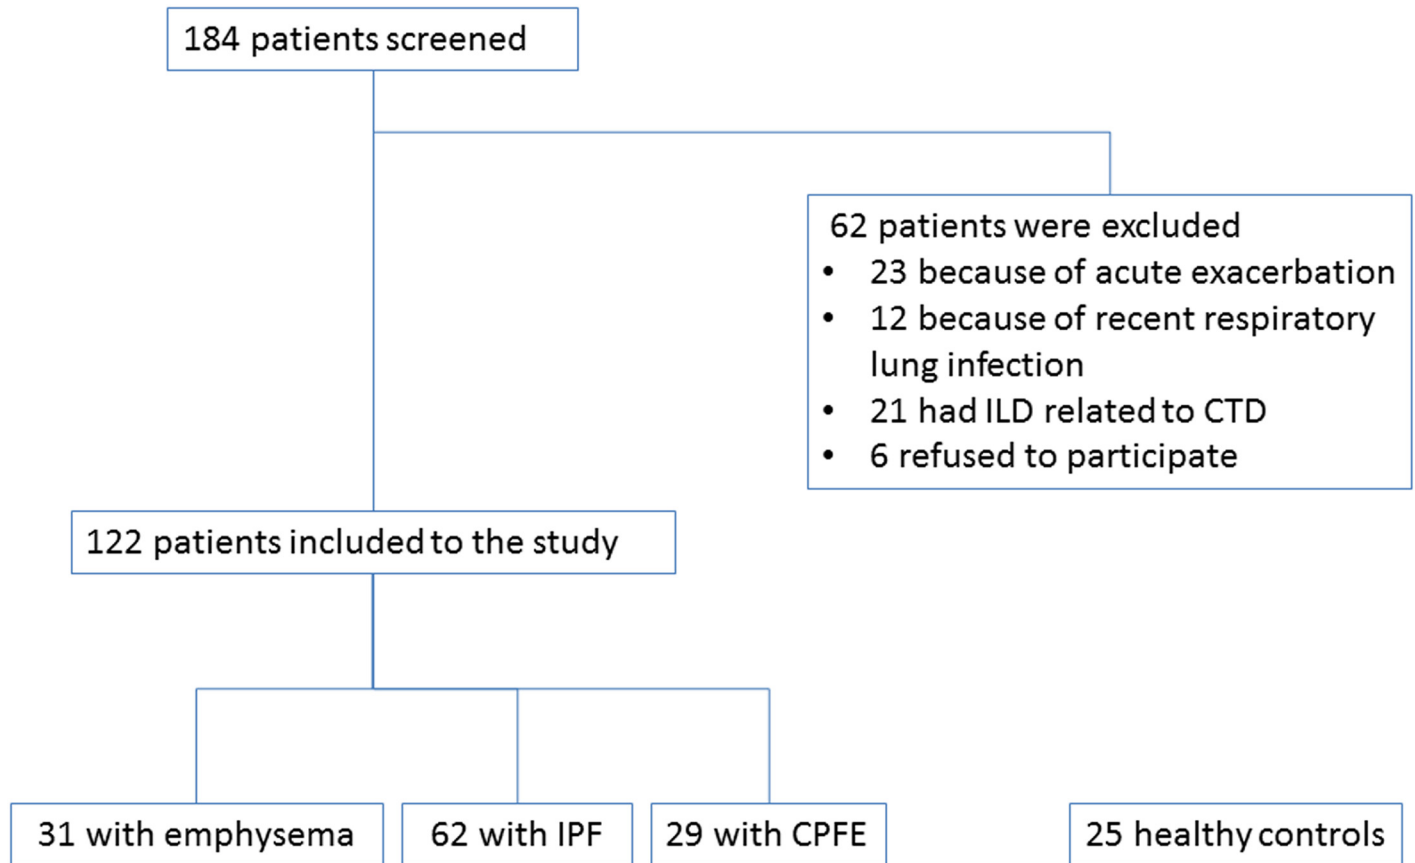 184 patients screened
62 patients were excluded
• 23 because of acute exacerbation
• 12 because of recent respiratory
lung infection
• 21 had ILD related to CTD
• 6 refused to participate
122 patients included to the study
31 with emphysema
62 with IPF
29 with CPFE
25 healthy controls